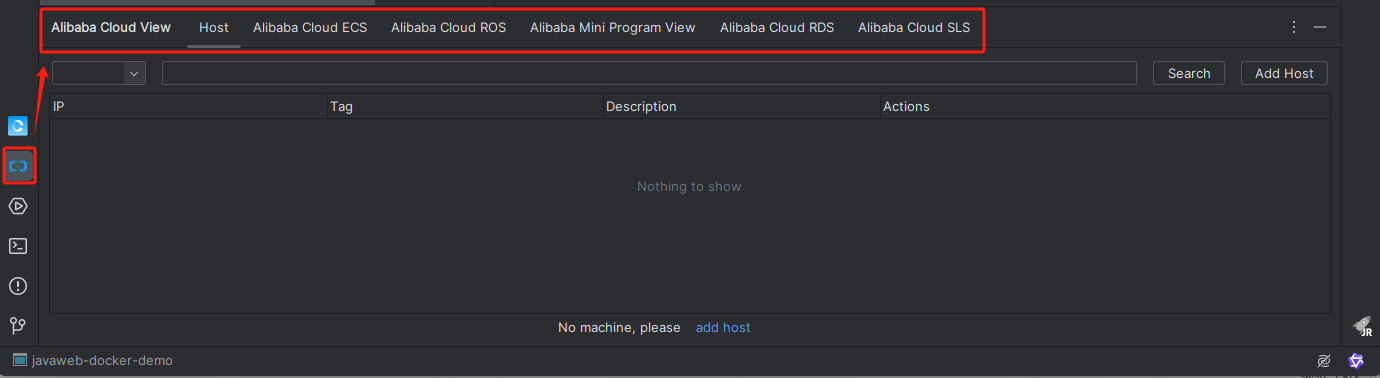 Alibaba Cloud View Host Alibaba Cloud ECS Alibaba Cloud ROS Alibaba Mini Program View Alibaba Cloud RDS Alibaba Cloud SLS
Search Add Host
IP Tag Description Actions
Nothing to show
No machine, please add host
JR
javaweb-docker-demo